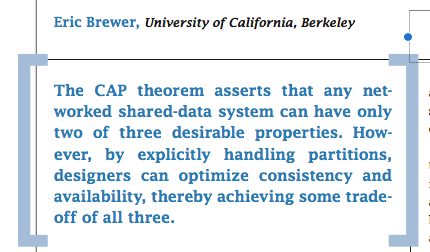 Eric Brewer, University of California, Berkeley
The CAP theorem asserts that any net-
worked shared-data system can have only
two of three desirable properties. How-
ever, by explicitly handling partitions,
designers can optimize consistency and
availability, thereby achieving some trade-
off of all three.